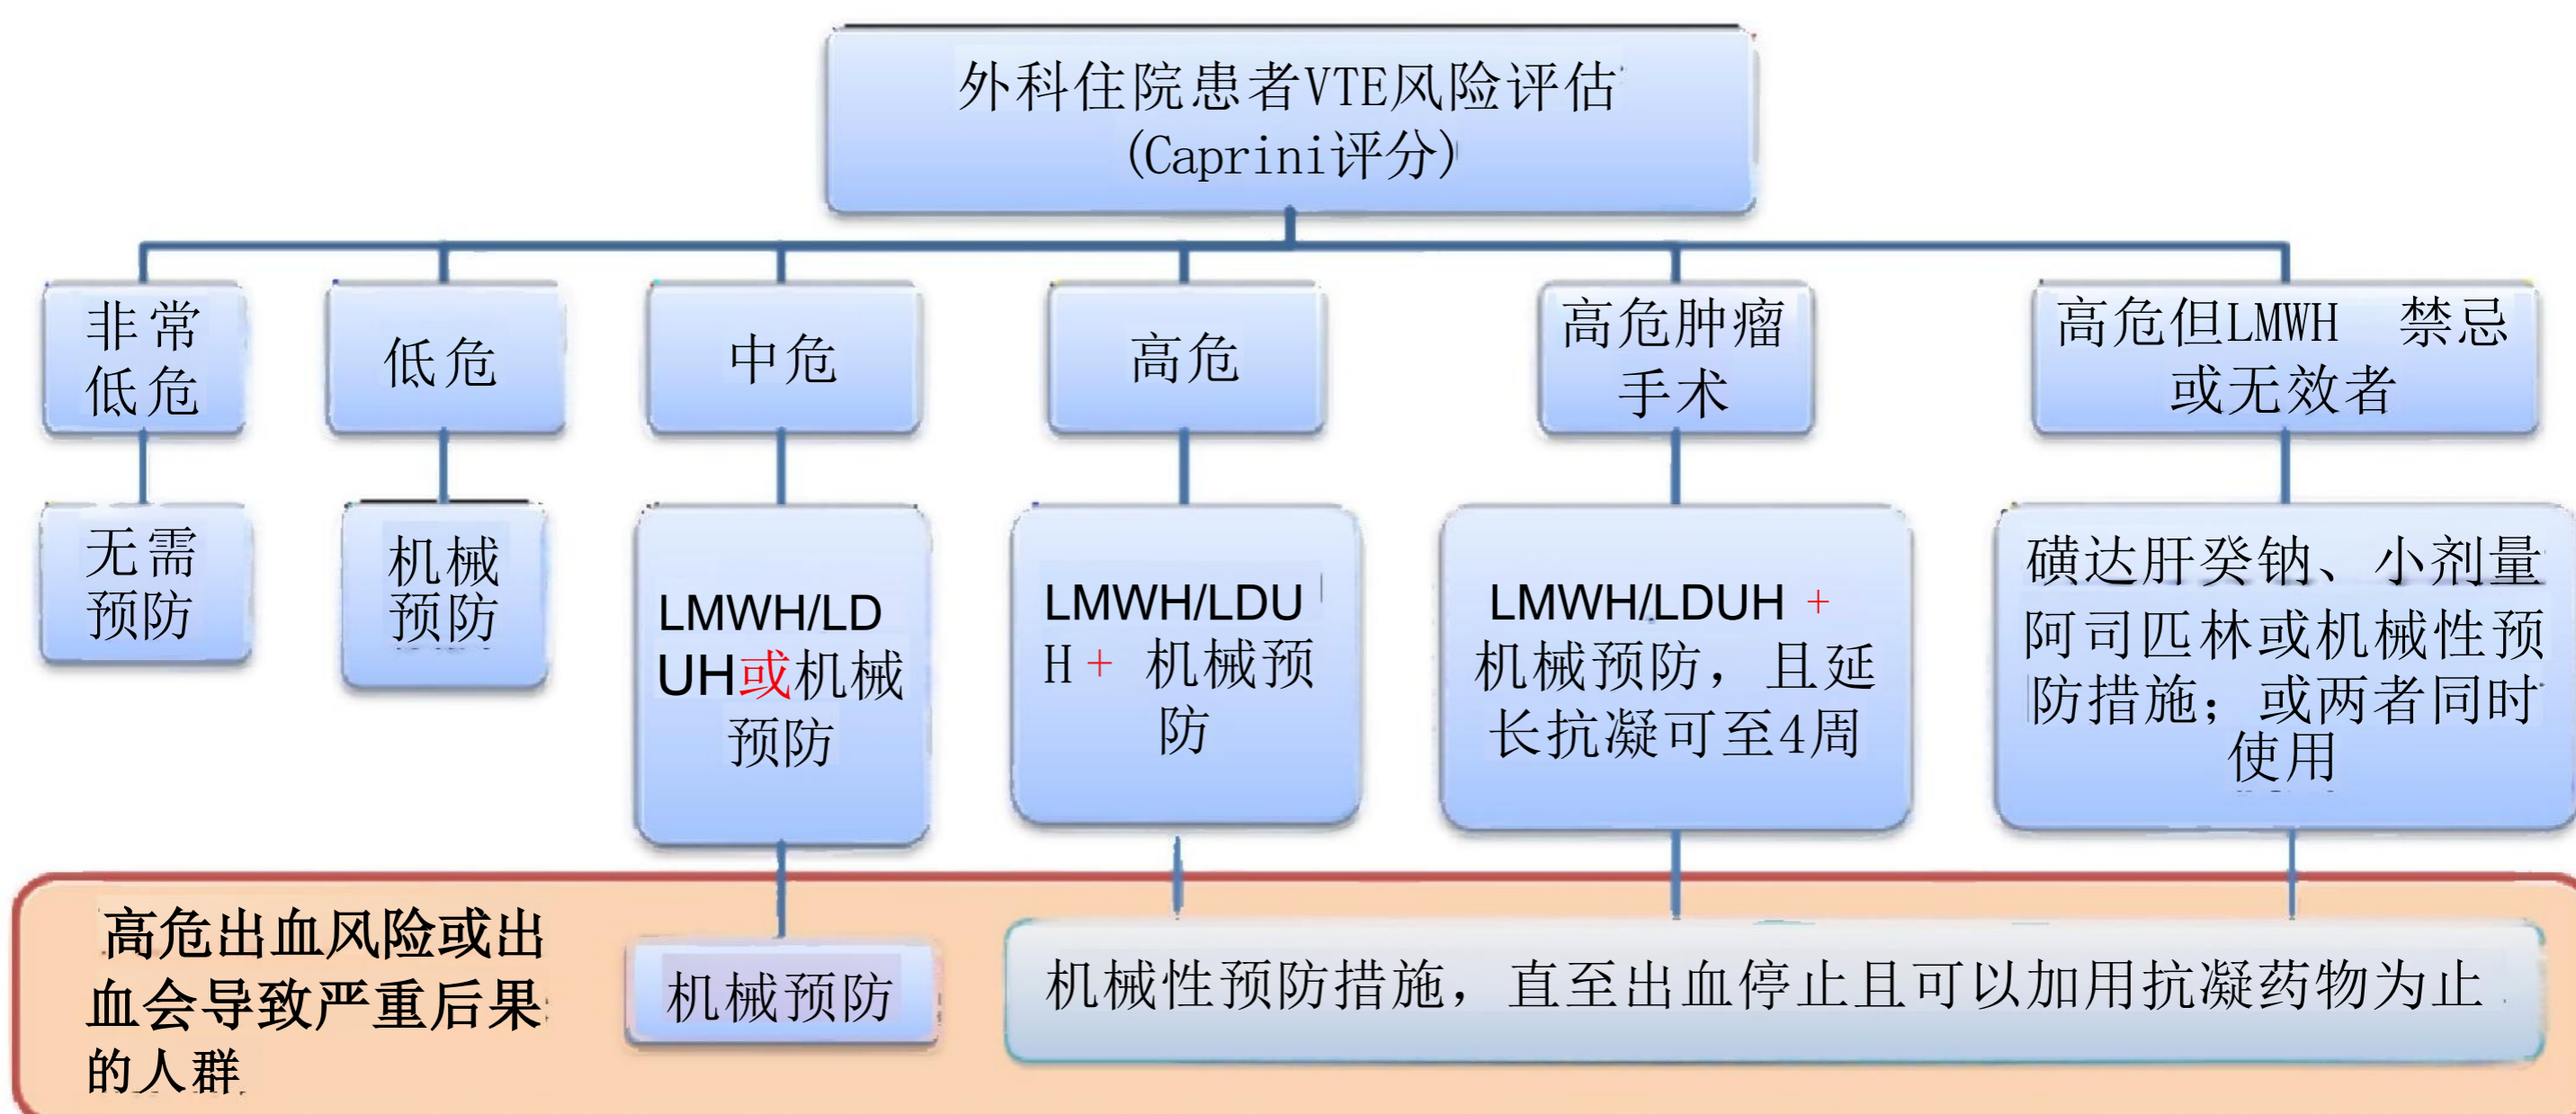 外科住院患者VTE风险评估
(Caprini评分)
非常
低危
低危
中危
高危
高危肿瘤
手术
高危但LMWH 禁忌
或无效者
无需
预防
机械
预防
LMWH/LD
UH或机械
预防
LMWH/LDU
H+ 机械预
防
LMWH/LDUH +
机械预防，且延
长抗凝可至4周
磺达肝癸钠、小剂量
阿司匹林或机械性预
防措施；或两者同时
使用
高危出血风险或出
血会导致严重后果
的人群
机械预防
机械性预防措施，直至出血停止且可以加用抗凝药物为止